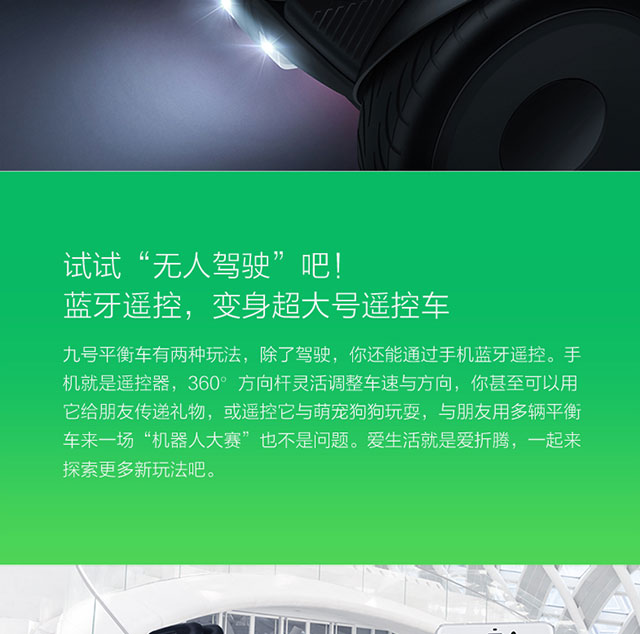 试试“无人驾驶”吧！
蓝牙遥控，变身超大号遥控车
九号平衡车有两种玩法，除了驾驶，你还能通过手机蓝牙遥控。手
机就是遥控器，360°方向杆灵活调整车速与方向，你甚至可以用
它给朋友传递礼物，或遥控它与萌宠狗狗玩耍，与朋友用多辆平衡
车来一场“机器人大赛”也不是问题。爱生活就是爱折腾，一起来
探索更多新玩法吧。